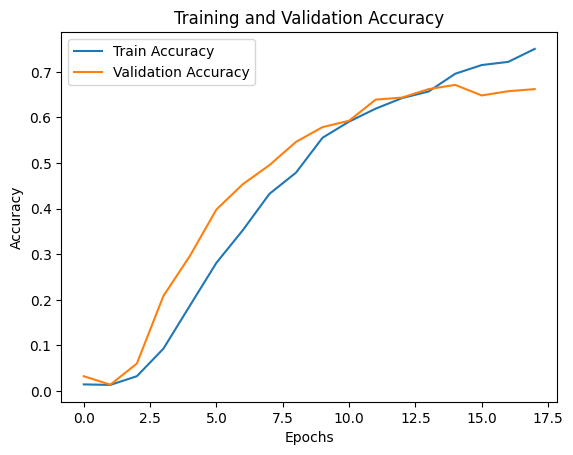 Training and Validation Accuracy
Train Accuracy
Validation Accuracy
Accuracy
0.7
0.6
0.5
0.4
0.3
0.2
0.1
0.0
0.0 2.5 5.0 7.5 10.0 12.5 15.0 17.5
Epochs